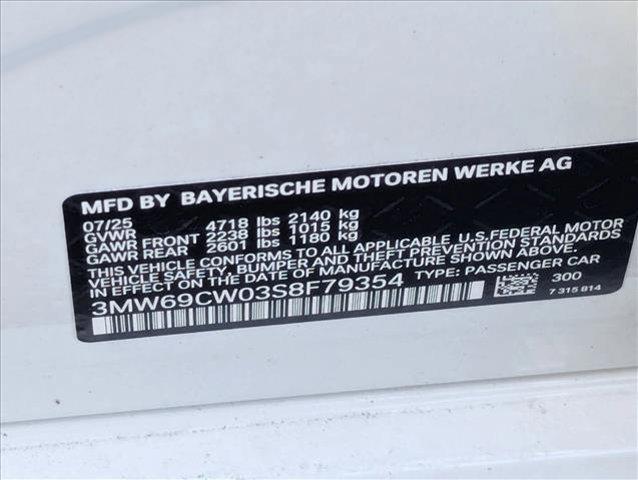 MFD BY BAYERISCHE MOTOREN WERKE AG
07/25
GVWR 4718 lbs 2140 kg
GAWR FRONT 2238 lbs 1015 kg
GAWR REAR 2601 lbs 1180 kg
THIS VEHICLE CONFORMS TO ALL APPLICABLE U.S.FEDERAL MOTOR
VEHICLE SAFETY, BUMPER, AND THEFT PREVENTION STANDARDS
IN EFFECT ON THE DATE OF MANUFACTURE SHOWN ABOVE.
3MW69CW03S8F79354 TYPE: PASSENGER CAR
300
7 315 814